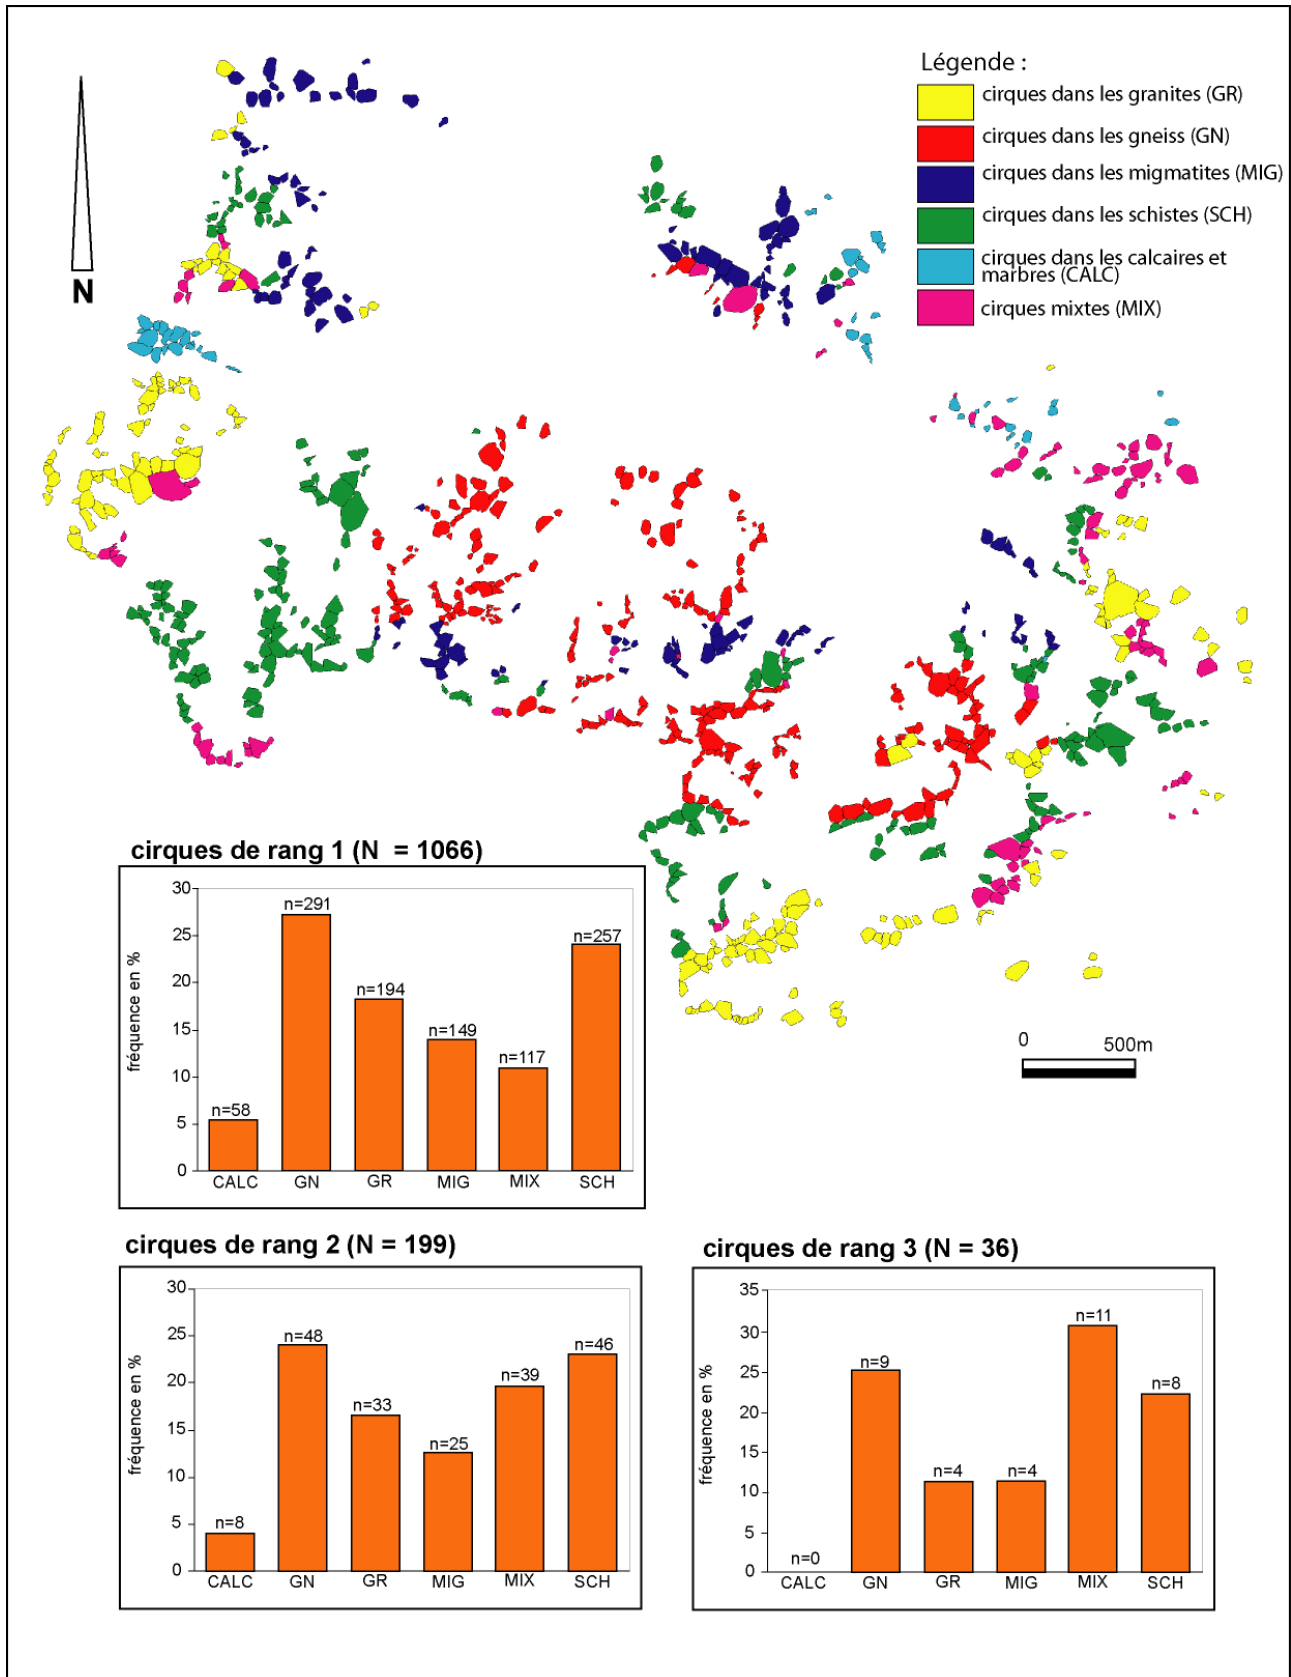 Légende :
cirques dans les granites (GR)
cirques dans les gneiss (GN)
cirques dans les migmatites (MIG)
cirques dans les schistes (SCH)
cirques dans les calcaires et
marbres (CALC)
cirques mixtes (MIX)
N
0 500m
cirques de rang 1 (N = 1066)
fréquence en %
30
25
20
15
10
5
0
n=58
n=291
n=194
n=149
n=117
n=257
CALC GN GR MIG MIX SCH
cirques de rang 2 (N = 199)
fréquence en %
30
25
20
15
10
5
0
n=8
n=48
n=33
n=25
n=39
n=46
CALC GN GR MIG MIX SCH
cirques de rang 3 (N = 36)
fréquence en %
35
30
25
20
15
10
5
0
n=0
n=9
n=4
n=4
n=11
n=8
CALC GN GR MIG MIX SCH